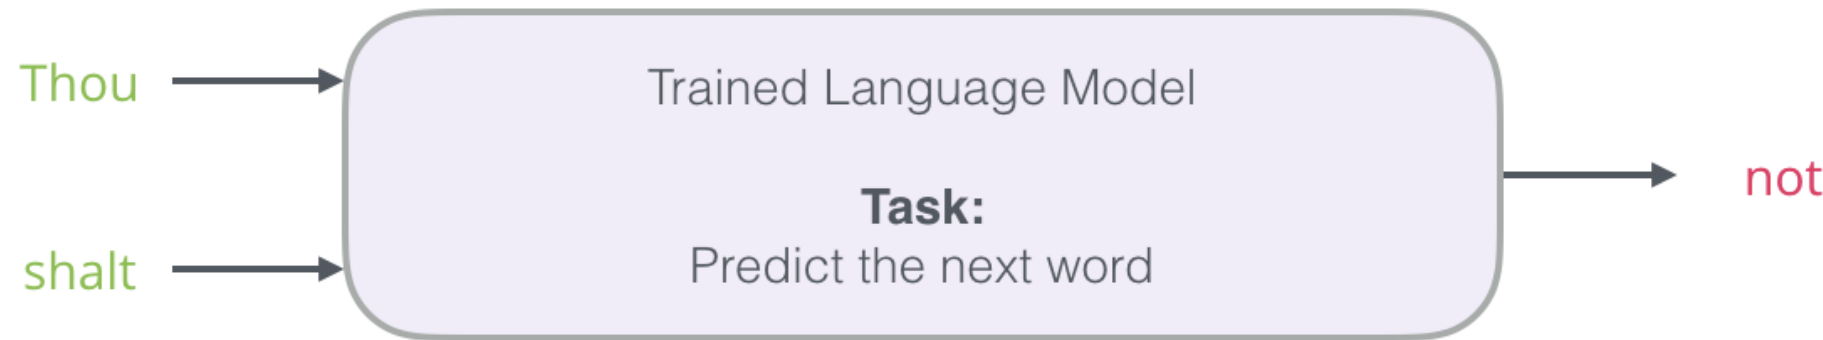 Thou
shalt
Trained Language Model
Task:
Predict the next word
not